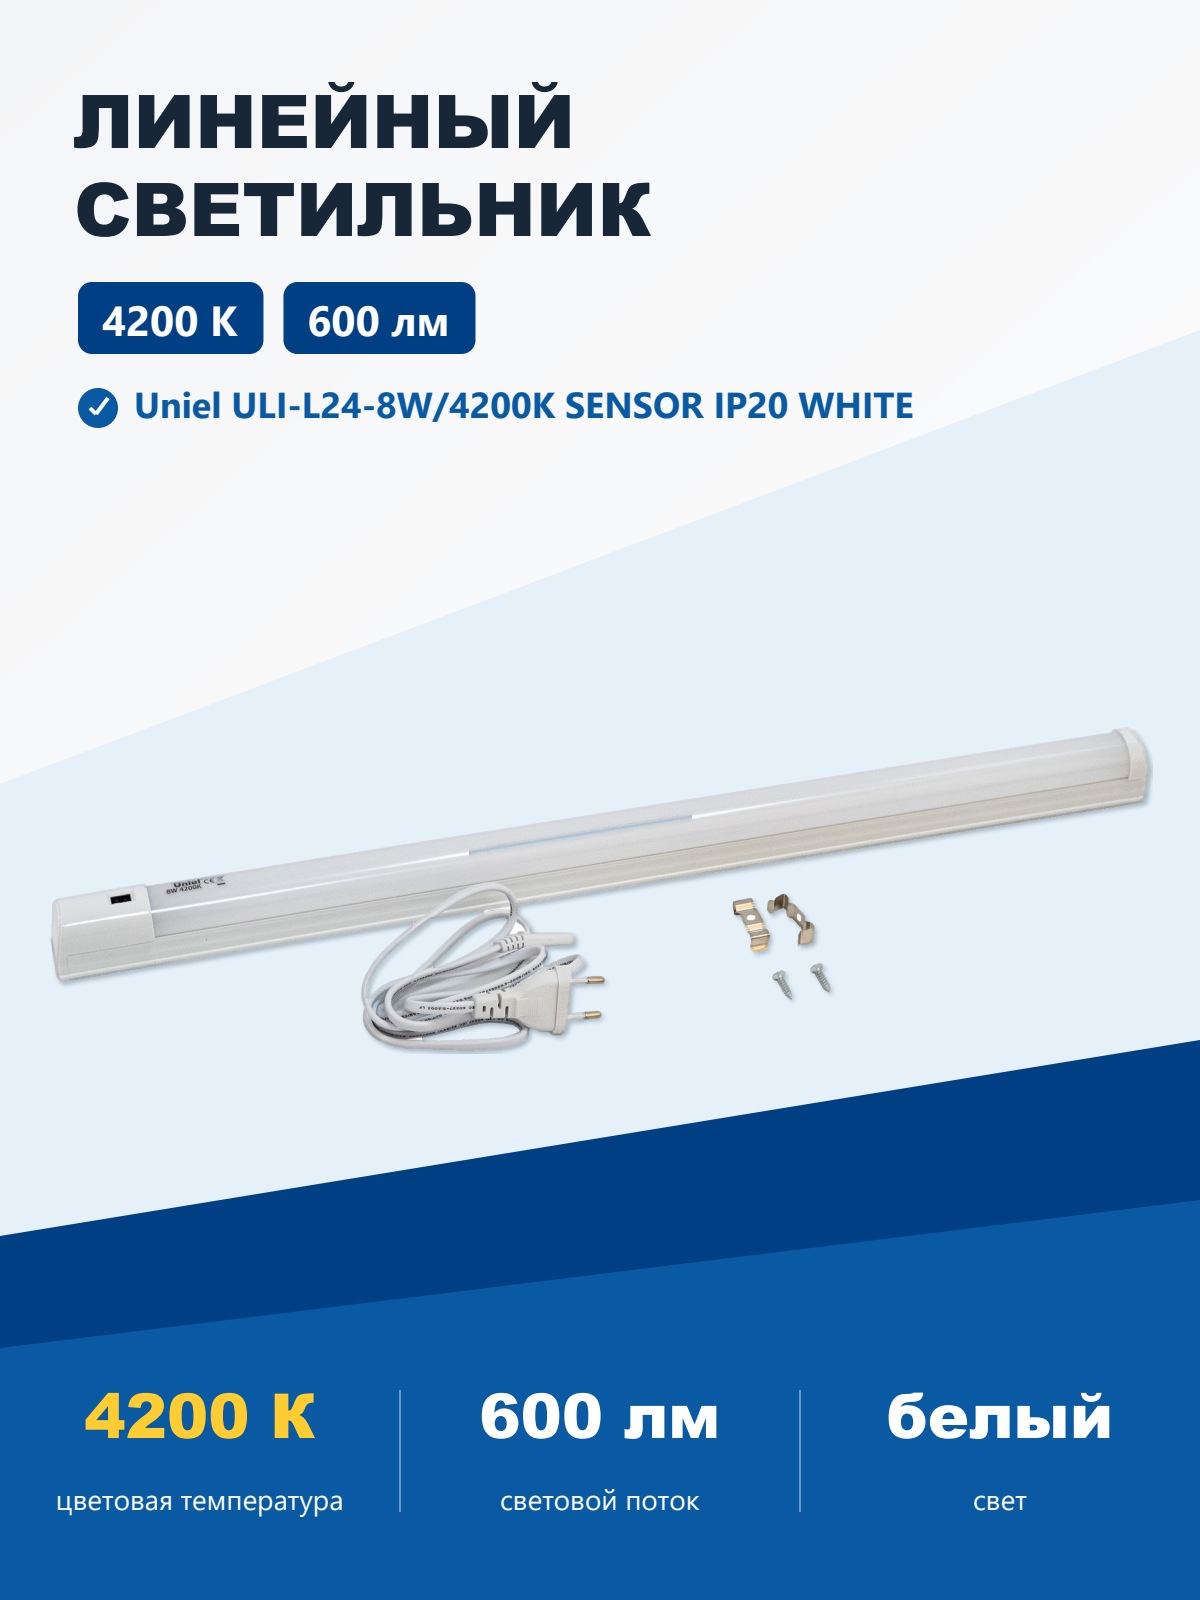 ЛИНЕЙНЫЙ
СВЕТИЛЬНИК
4200 К
600 лм
Uniel ULI-L24-8W/4200K SENSOR IP20 WHITE
Uniel CE
8W 4200K
4200 К
600 лм
белый
цветовая температура
световой поток
свет